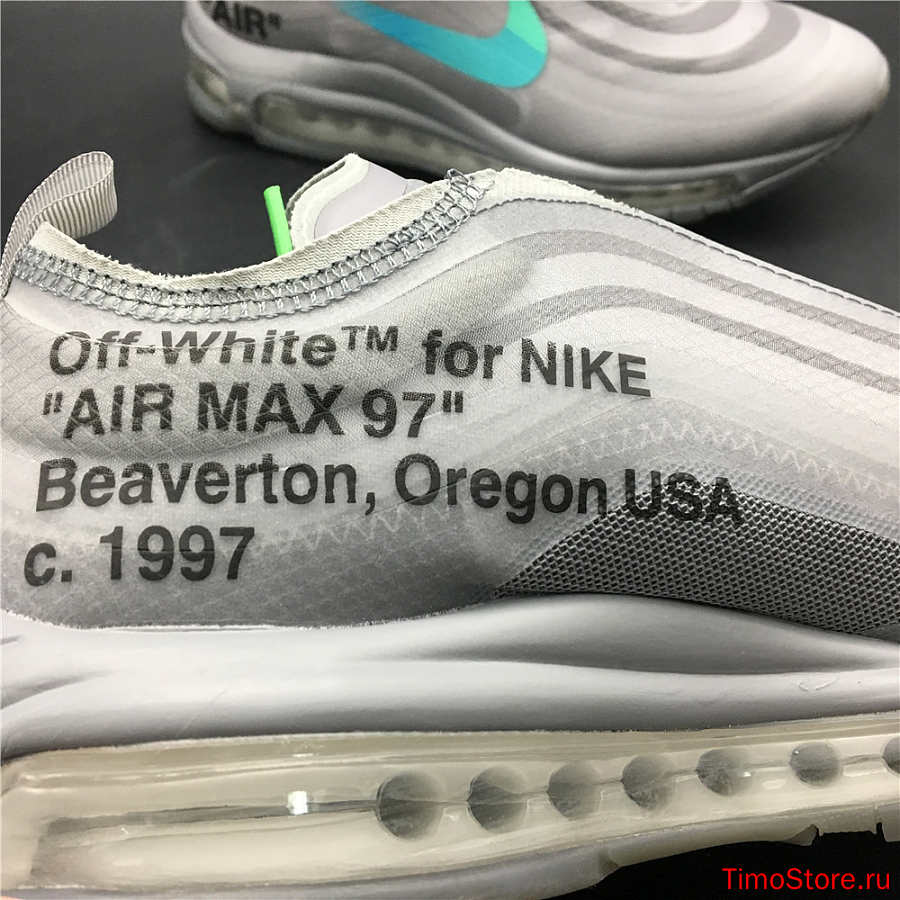 "AIR"
Off-White™ for NIKE
"AIR MAX 97"
Beaverton, Oregon USA
c. 1997
TimoStore.ru